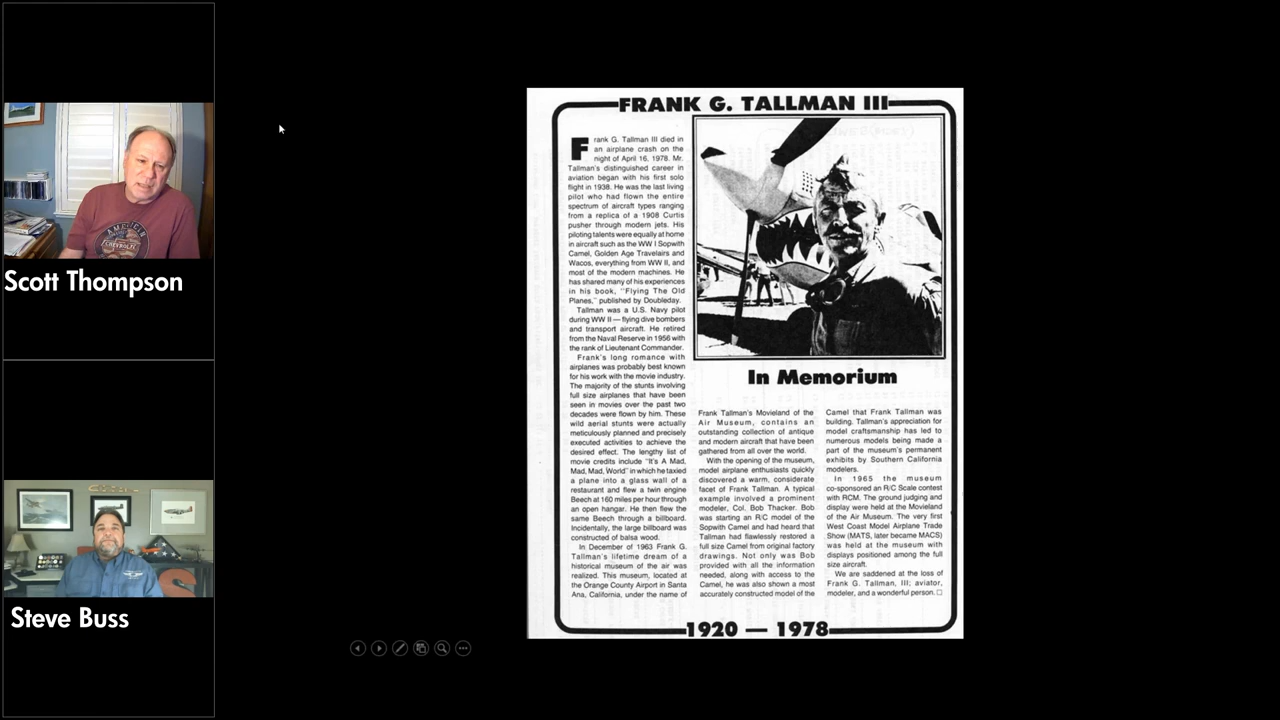 Scott Thompson
Steve Buss
AMERICAN
CHEVROLET
FRANK G. TALLMAN III
Frank G. Tallman III died in
an airplane crash on the
night of April 16, 1978. Mr.
Tallman's distinguished career in
aviation began with his first solo
flight in 1938. He was the last living
pilot who had flown the entire
spectrum of aircraft types ranging
from a replica of a 1908 Curtis
pusher through modern jets. His
piloting talents were equally at home
in aircraft such as the WW I Sopwith
Camel, Golden Age Travelairs and
Wacos, everything from WW II, and
most of the modern machines. He
has shared many of his experiences
in his book, "Flying The Old
Planes," published by Doubleday.
Tallman was a U.S. Navy pilot
during WW II — flying dive bombers
and transport aircraft. He retired
from the Naval Reserve in 1956 with
the rank of Lieutenant Commander.
Frank's long romance with
airplanes was probably best known
for his work with the movie industry.
The majority of the stunts involving
full size airplanes that have been
seen in movies over the past two
decades were flown by him. These
wild aerial stunts were actually
meticulously planned and precisely
executed activities to achieve the
desired effect. The lengthy list of
movie credits include "It's A Mad,
Mad, Mad, World" in which he taxied
a plane into a glass wall of a
restaurant and flew a twin engine
Beech at 160 miles per hour through
an open hangar. He then flew the
same Beech through a billboard.
Incidentally, the large billboard was
constructed of balsa wood.
In December of 1963 Frank G.
Tallman's lifetime dream of a
historical museum of the air was
realized. This museum, located at
the Orange County Airport in Santa
Ana, California, under the name of
In Memorium
Frank Tallman's Movieland of the
Air Museum, contains an
outstanding collection of antique
and modern aircraft that have been
gathered from all over the world.
With the opening of the museum,
model airplane enthusiasts quickly
discovered a warm, considerate
facet of Frank Tallman. A typical
example involved a prominent
modeler, Col. Bob Thacker. Bob
was starting an R/C model of the
Sopwith Camel and had heard that
Tallman had flawlessly restored a
full size Camel from original factory
drawings. Not only was Bob
provided with all the information
needed, along with access to the
Camel, he was also shown a most
accurately constructed model of the
Camel that Frank Tallman was
building. Tallman's appreciation for
model craftsmanship has led to
numerous models being made a
part of the museum's permanent
exhibits by Southern California
modelers.
In 1965 the museum
co-sponsored an R/C Scale contest
with RCM. The ground judging and
display were held at the Movieland
of the Air Museum. The very first
West Coast Model Airplane Trade
Show (MATS, later became MACS)
was held at the museum with
displays positioned among the full
size aircraft.
We are saddened at the loss of
Frank G. Tallman, III; aviator,
modeler, and a wonderful person. □
1920 — 1978